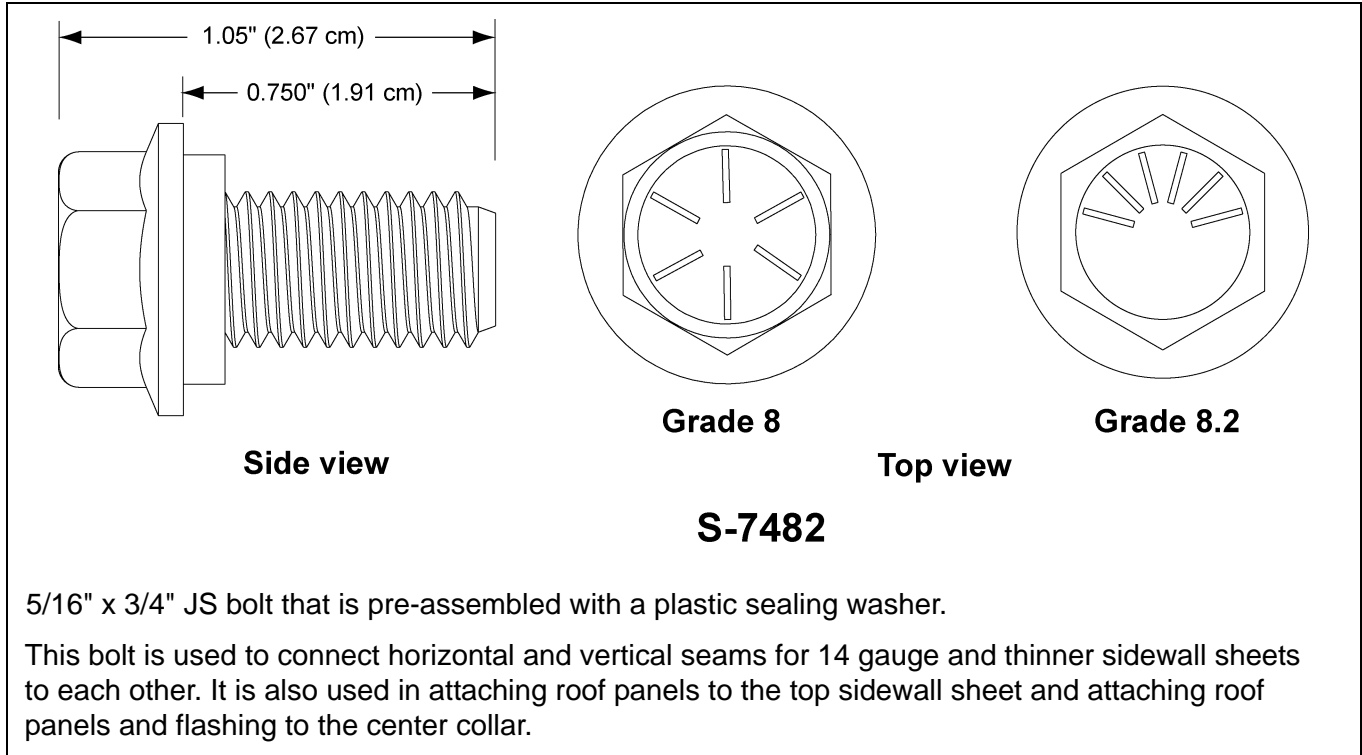 1.05" (2.67 cm)
0.750" (1.91 cm)
Grade 8
Grade 8.2
Side view
Top view
S-7482
5/16" x 3/4" JS bolt that is pre-assembled with a plastic sealing washer.
This bolt is used to connect horizontal and vertical seams for 14 gauge and thinner sidewall sheets
to each other. It is also used in attaching roof panels to the top sidewall sheet and attaching roof
panels and flashing to the center collar.